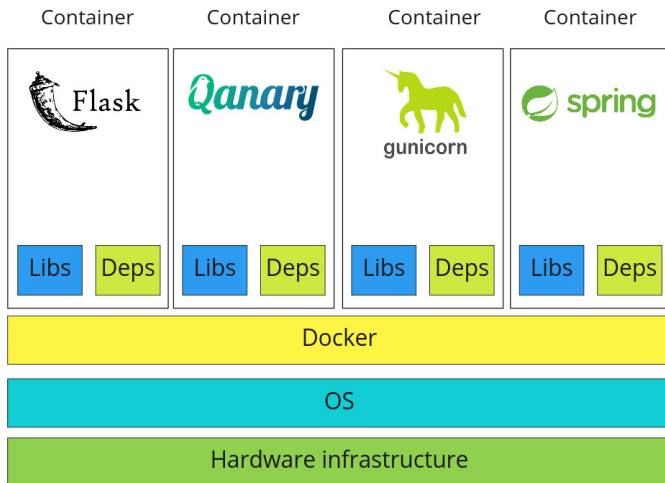 Container Container Container Container
Flask Qanary gunicorn spring
Libs Deps Libs Deps Libs Deps Libs Deps
Docker
OS
Hardware infrastructure